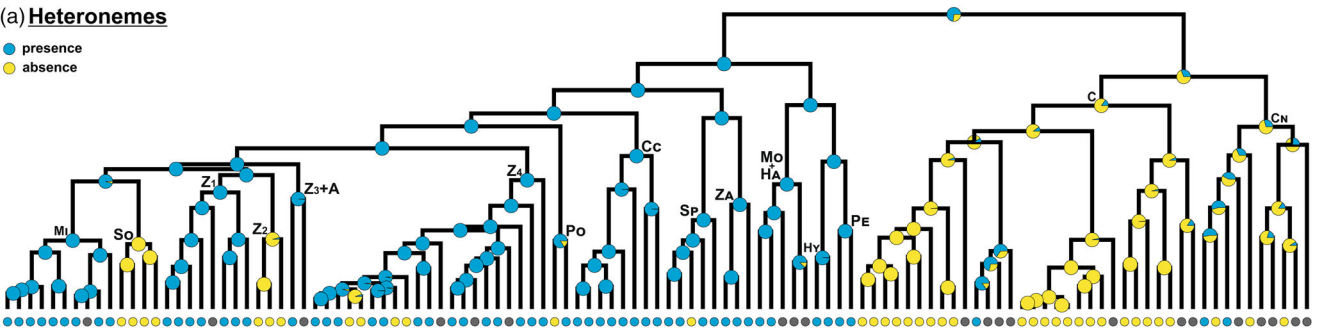 (a) Heteronemes
presence
absence
C
CN
CC
MO
+
HA
Z4
Z3+A
Z1
ZA
SP
PE
MI
SO
Z2
PO
HY